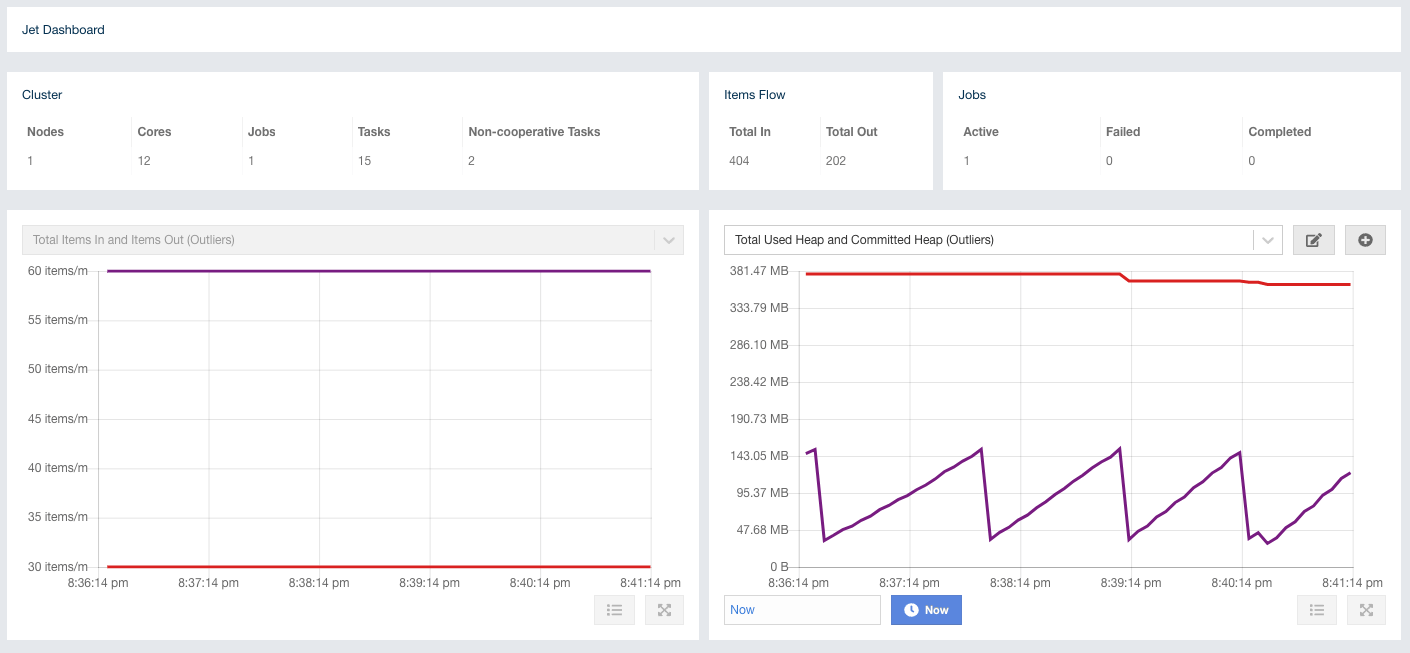 Jet Dashboard
Cluster
Nodes Cores Jobs Tasks Non-cooperative Tasks
1 12 1 15 2
Items Flow
Total In Total Out
404 202
Jobs
Active Failed Completed
1 0 0
Total Items In and Items Out (Outliers)
60 items/m
55 items/m
50 items/m
45 items/m
40 items/m
35 items/m
30 items/m
8:36:14 pm 8:37:14 pm 8:38:14 pm 8:39:14 pm 8:40:14 pm 8:41:14 pm
Total Used Heap and Committed Heap (Outliers)
381.47 MB
333.79 MB
286.10 MB
238.42 MB
190.73 MB
143.05 MB
95.37 MB
47.68 MB
0 B
8:36:14 pm 8:37:14 pm 8:38:14 pm 8:39:14 pm 8:40:14 pm 8:41:14 pm
Now Now